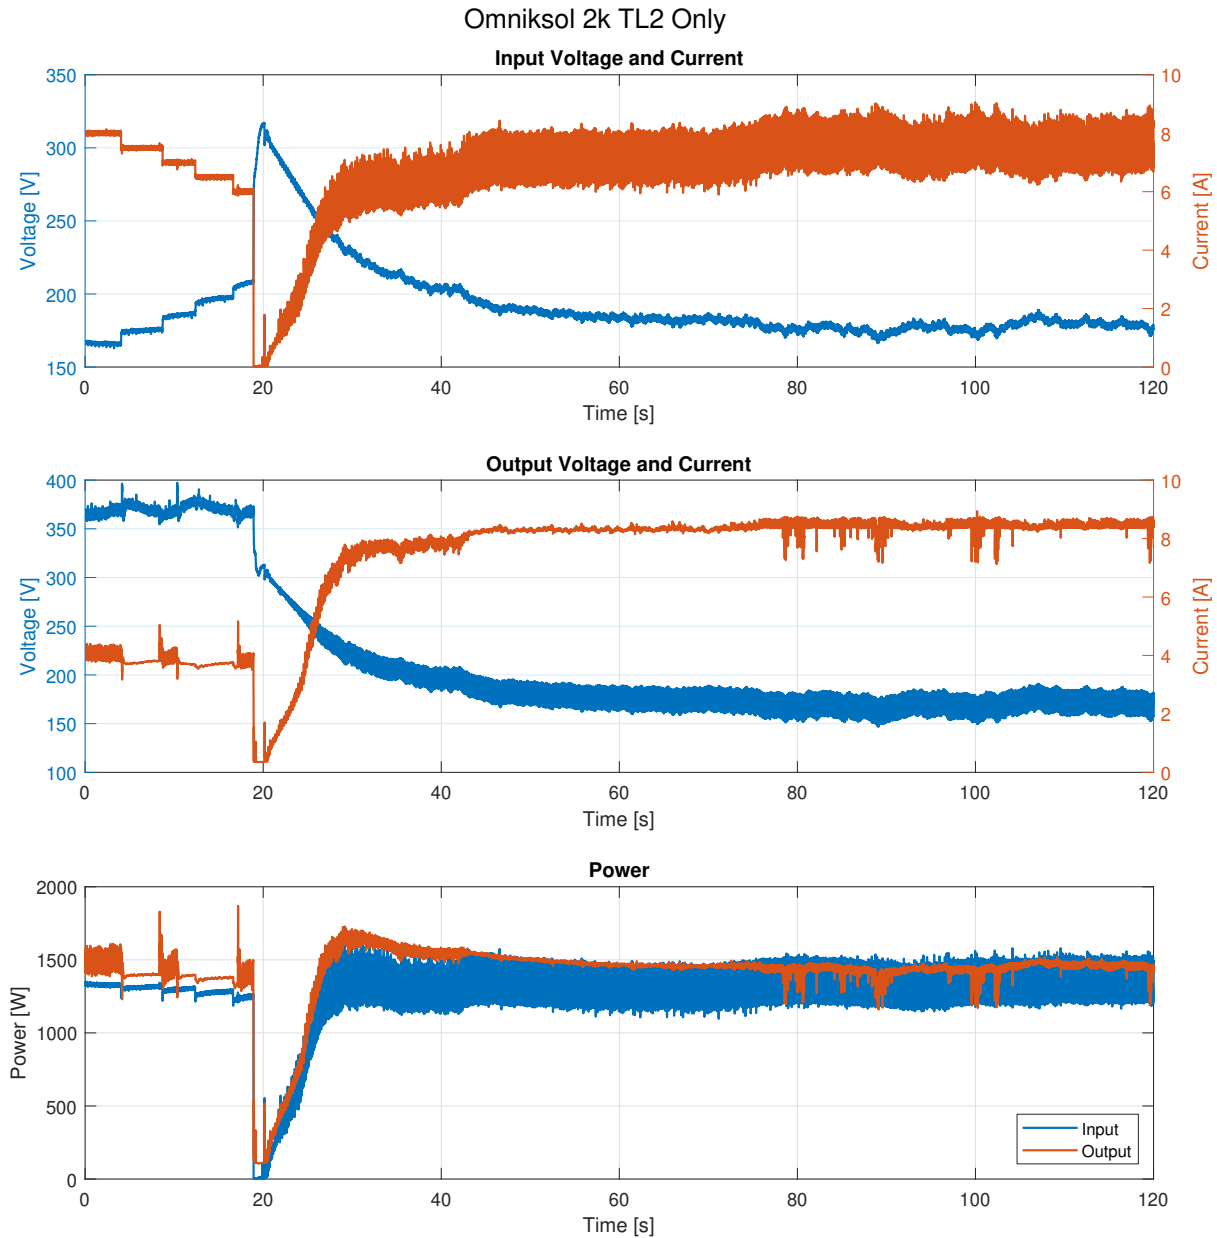 Omniksol 2k TL2 Only
Input Voltage and Current
350
300
250
200
150
Voltage [V]
10
8
6
4
2
0
Current [A]
0 20 40 60 80 100 120
Time [s]
Output Voltage and Current
400
350
300
250
200
150
100
Voltage [V]
10
8
6
4
2
0
Current [A]
0 20 40 60 80 100 120
Time [s]
Power
2000
1500
1000
500
0
Power [W]
Input
Output
0 20 40 60 80 100 120
Time [s]